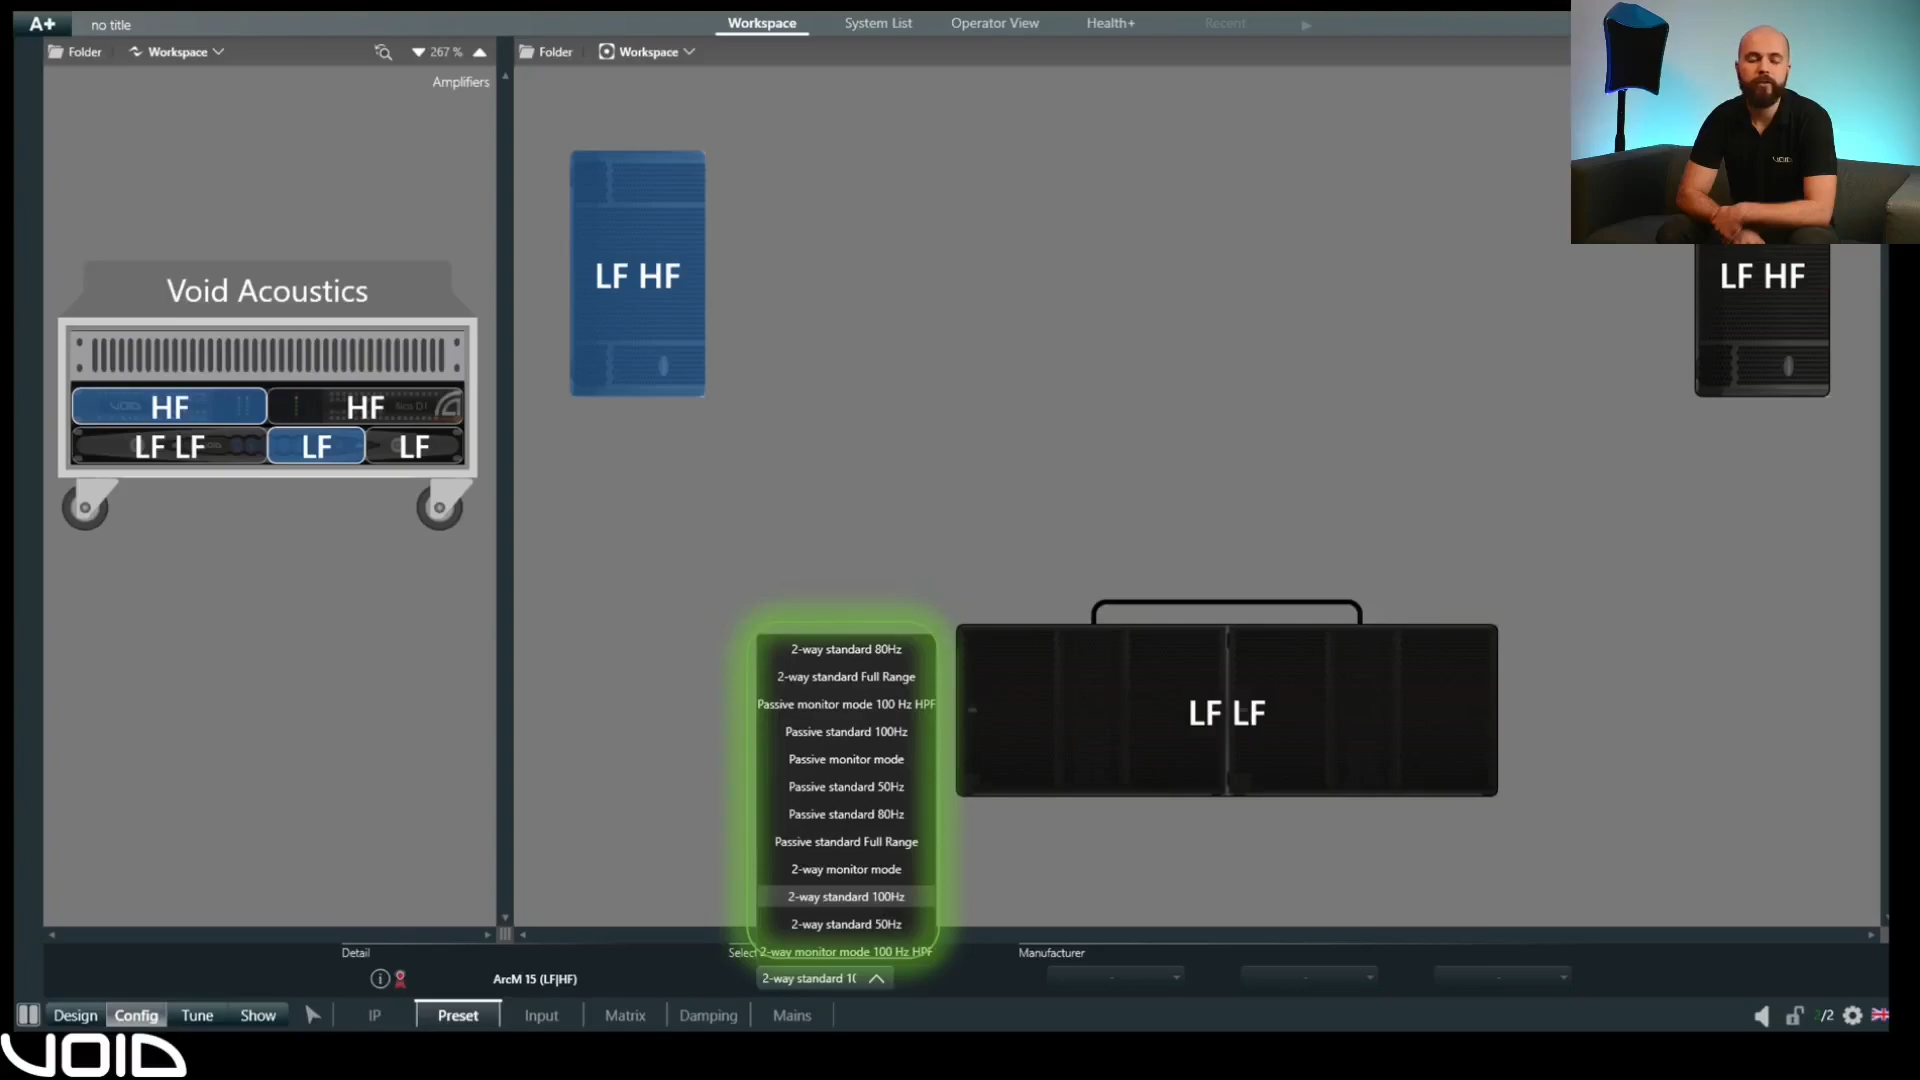 A+ no title Workspace System List Operator View Health+ Recent
Folder Workspace 267 % Folder Workspace
Amplifiers
LF HF
LF HF
Void Acoustics
HF HF
LF LF LF LF
LF LF
2-way standard 80Hz
2-way standard Full Range
Passive monitor mode 100 Hz HPF
Passive standard 100Hz
Passive monitor mode
Passive standard 50Hz
Passive standard 80Hz
Passive standard Full Range
2-way monitor mode
2-way standard 100Hz
2-way standard 50Hz
Detail Select 2-way monitor mode 100 Hz HPF Manufacturer
ArcM 15 (LF|HF) 2-way standard 10
Design Config Tune Show IP Preset Input Matrix Damping Mains 2/2
VOID